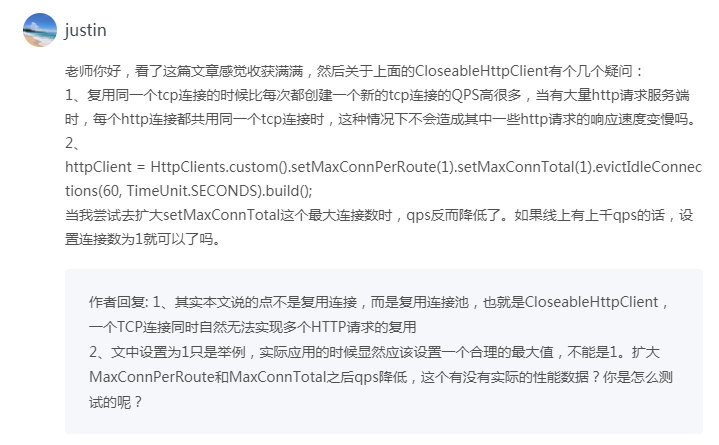 justin
老师你好，看了这篇文章感觉收获满满，然后关于上面的CloseableHttpClient有个几个疑问：
1、复用同一个tcp连接的时候比每次都创建一个新的tcp连接的QPS高很多，当有大量http请求服务端
时，每个http连接都共用同一个tcp连接时，这种情况下不会造成其中一些http请求的响应速度变慢吗。
2、
httpClient = HttpClients.custom().setMaxConnPerRoute(1).setMaxConnTotal(1).evictIdleConnec
tions(60, TimeUnit.SECONDS).build();
当我尝试去扩大setMaxConnTotal这个最大连接数时，qps反而降低了。如果线上有上千qps的话，设
置连接数为1就可以了吗。
作者回复: 1、其实本文说的点不是复用连接，而是复用连接池，也就是CloseableHttpClient，
一个TCP连接同时自然无法实现多个HTTP请求的复用
2、文中设置为1只是举例，实际应用的时候显然应该设置一个合理的最大值，不能是1。扩大
MaxConnPerRoute和MaxConnTotal之后qps降低，这个有没有实际的性能数据？你是怎么测
试的呢？